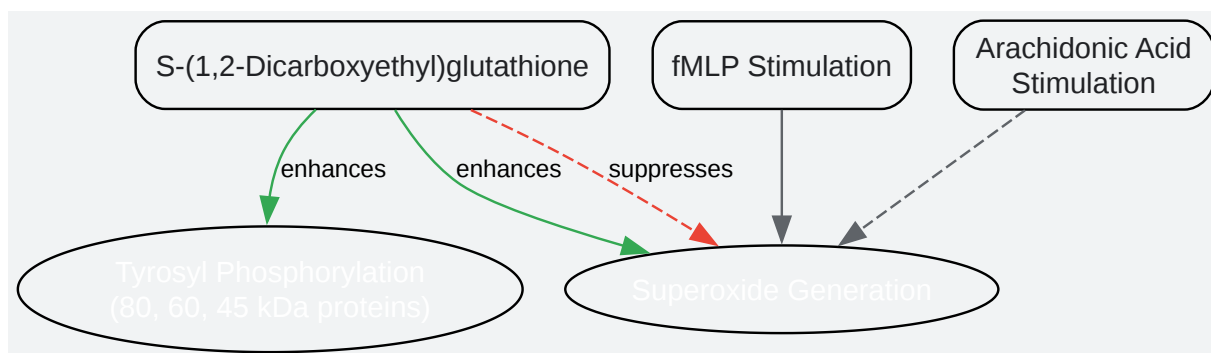 S-(1,2-Dicarboxyethyl)glutathione
fMLP Stimulation
Arachidonic Acid
Stimulation
enhances
enhances
suppresses
Tyrosyl Phosphorylation
(80, 60, 45 kDa proteins)
Superoxide Generation